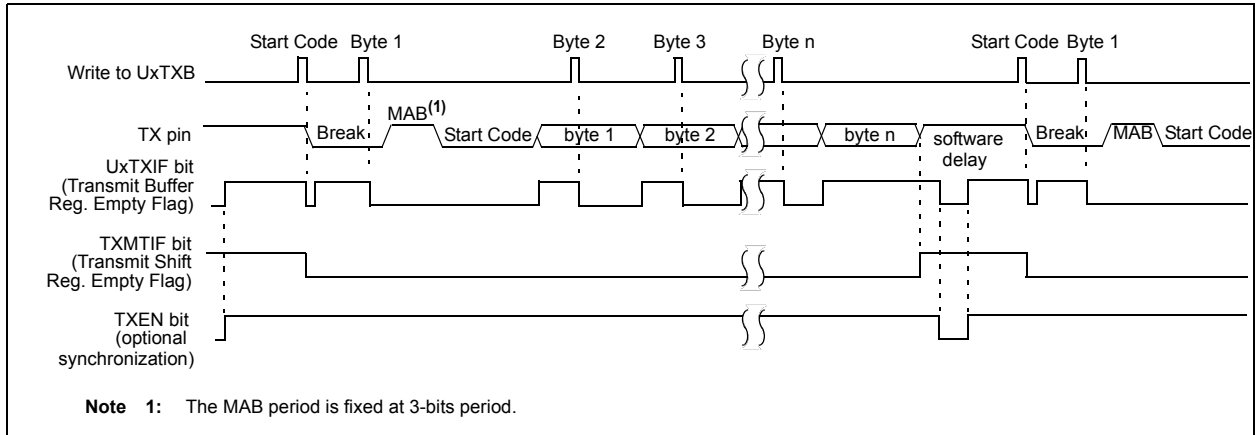 Start Code Byte 1 Byte 2 Byte 3 Byte n Start Code Byte 1
Write to UxTXB
MAB(1)
TX pin Break Start Code byte 1 byte 2 byte n software delay Break MAB Start Code
UxTXIF bit
(Transmit Buffer
Reg. Empty Flag)
TXMTIF bit
(Transmit Shift
Reg. Empty Flag)
TXEN bit
(optional
synchronization)
Note 1: The MAB period is fixed at 3-bits period.